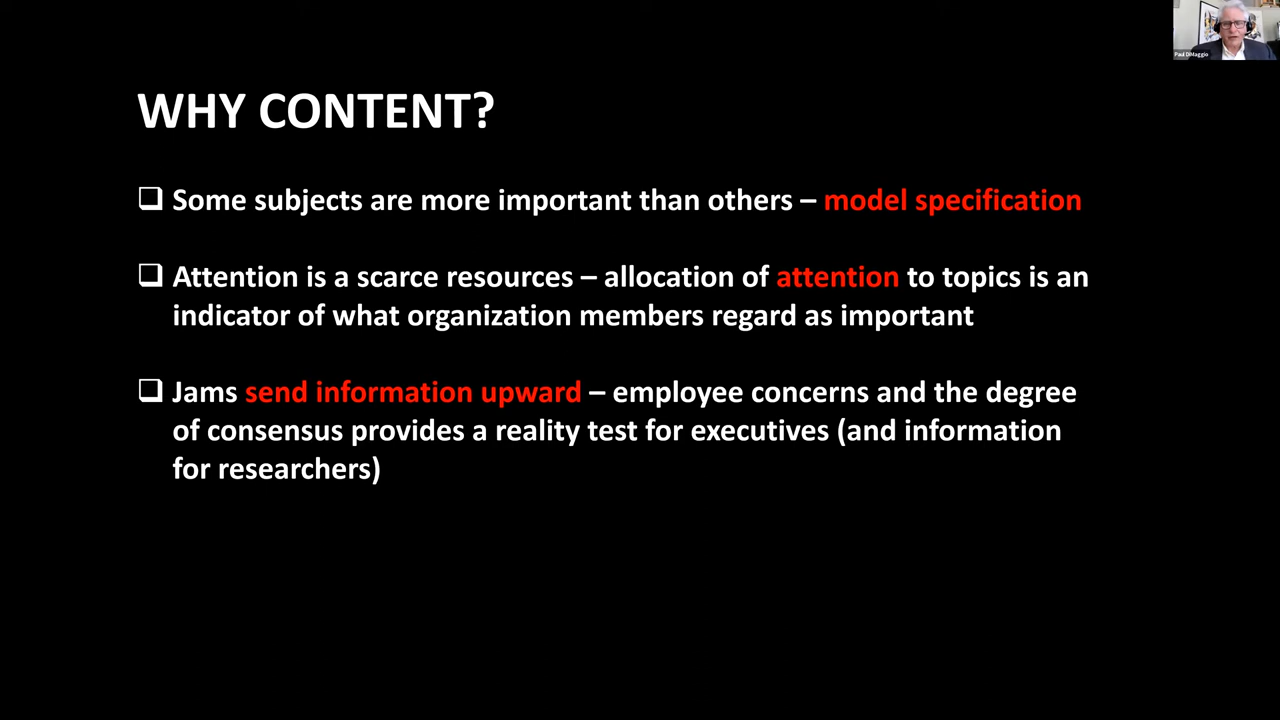 Paul DiMaggio
WHY CONTENT?
Some subjects are more important than others – model specification
Attention is a scarce resources – allocation of attention to topics is an
indicator of what organization members regard as important
Jams send information upward – employee concerns and the degree
of consensus provides a reality test for executives (and information
for researchers)